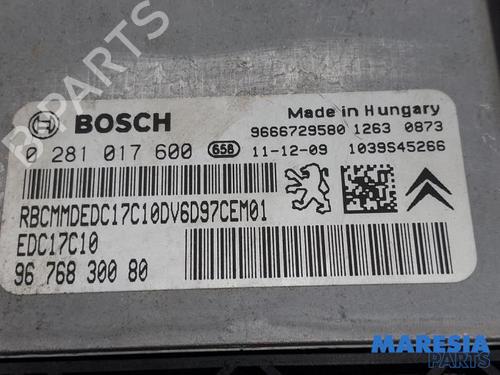 BOSCH
Made in Hungary
9666729580 1263 0873
0 281 017 600 658 11-12-09 1039S45266
RBCMMDEDC17C10DV6D97CEM01
EDC17C10
96 768 300 80
MARESIA
PARTS